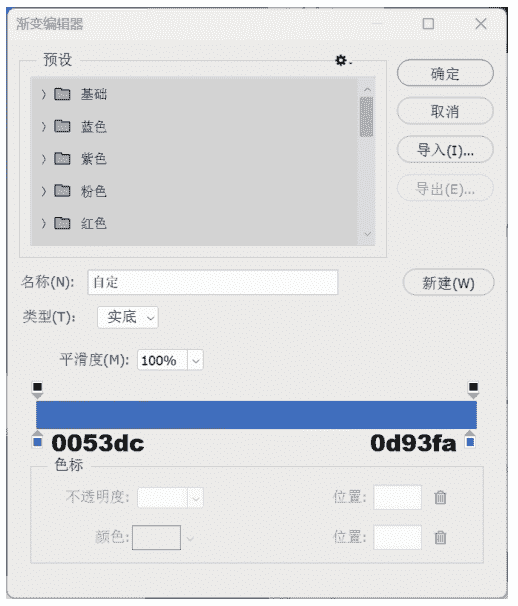 渐变编辑器
预设
确定
基础
取消
蓝色
导入(I)...
紫色
导出(E)...
粉色
红色
名称(N): 自定
新建(W)
类型(T): 实底
平滑度(M): 100%
0053dc 0d93fa
色标
不透明度: 位置:
颜色: 位置: